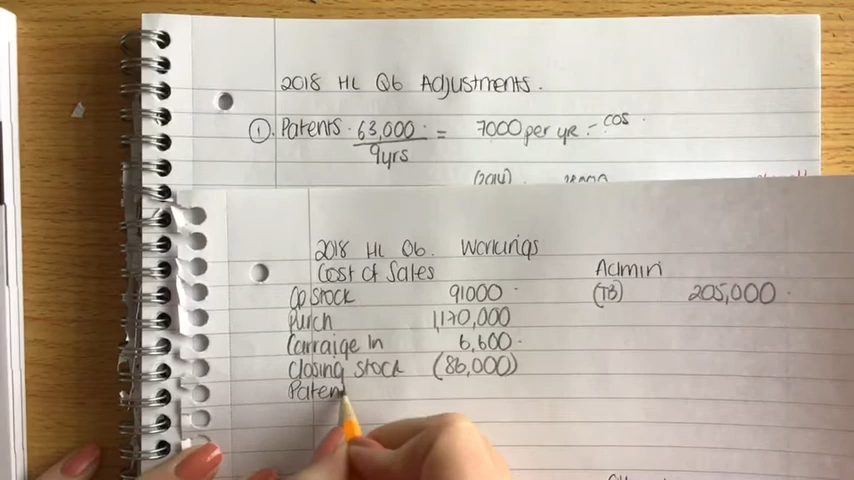 2018 HL Q6 Adjustments.
① Patents. 63,000 = 7000 per yr - COS
9yrs
2018 HL Q6. Workings
Cost of Sales Admin
Op Stock 91000 (TB) 205,000
Purch 1,170,000
Carraige In 6,600
Closing stock (86,000)
Paten